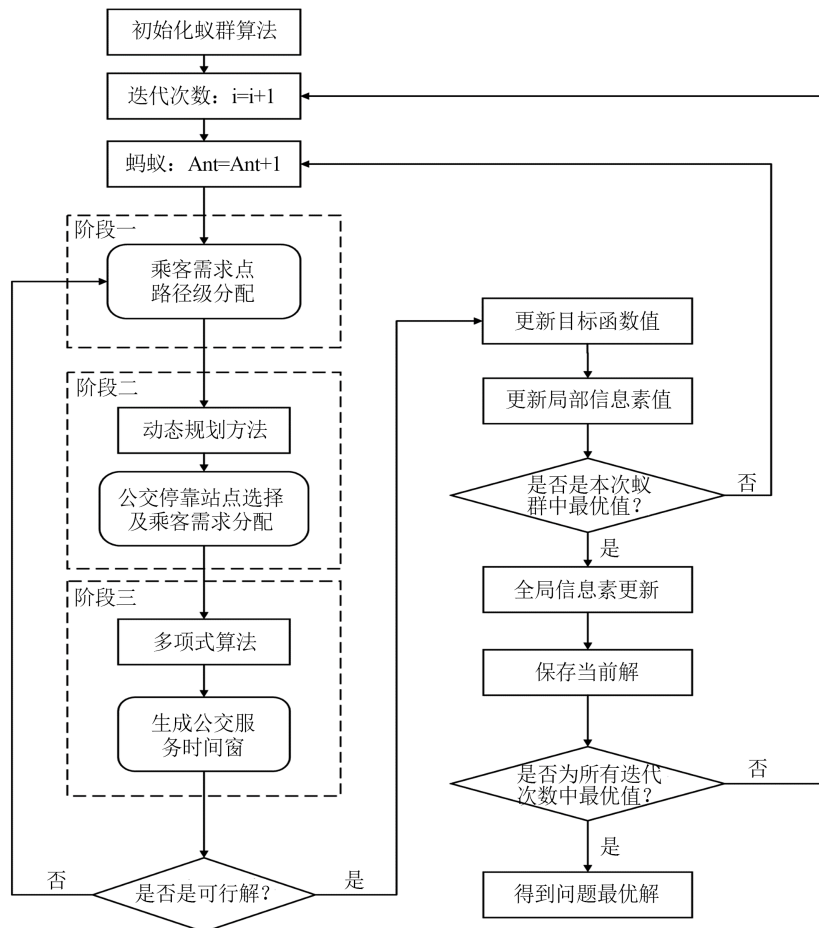 初始化蚁群算法
迭代次数：i=i+1
蚂蚁：Ant=Ant+1
阶段一
乘客需求点
路径级分配
阶段二
动态规划方法
公交停靠站点选择
及乘客需求分配
阶段三
多项式算法
生成公交服
务时间窗
否
是否是可行解？
是
更新目标函数值
更新局部信息素值
是否是本次蚁
群中最优值？
否
是
全局信息素更新
保存当前解
是否为所有迭代
次数中最优值？
否
是
得到问题最优解